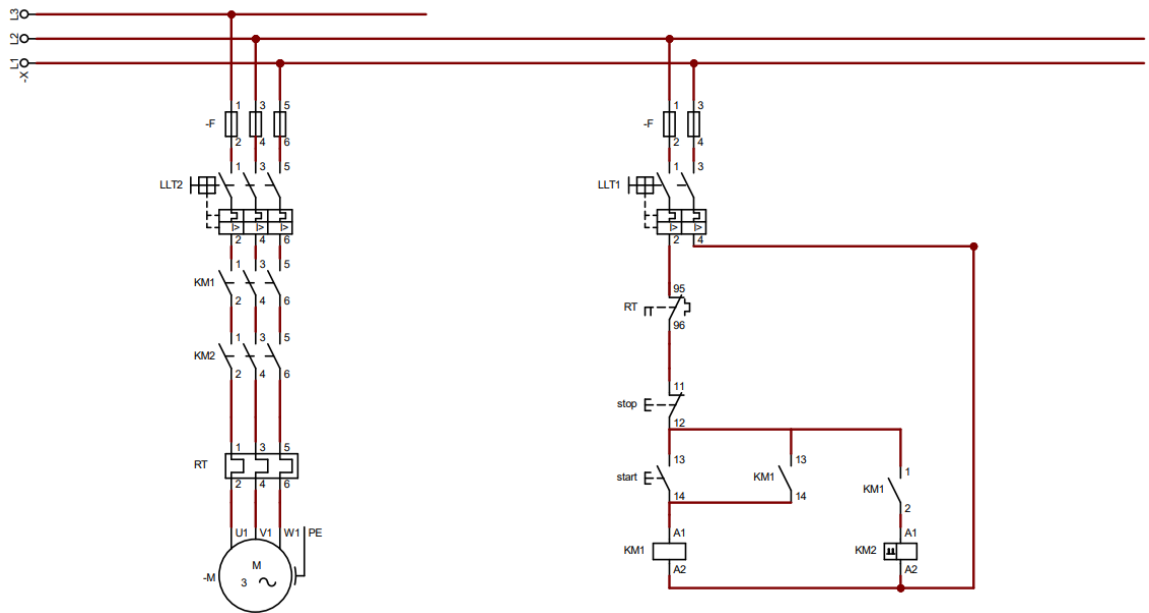 L3
L2
L1
-X
1 3 5
-F
2 4 6
1 3 5
LLT2
I> I> I>
2 4 6
1 3 5
KM1
2 4 6
1 3 5
KM2
2 4 6
1 3 5
RT
2 4 6
U1 V1 W1 PE
M
-M
3
1 3
-F
2 4
1 3
LLT1
I> I>
2 4
95
RT
96
11
stop
12
13 13 1
start KM1 KM1
14 14 2
A1 A1
KM1 KM2
A2 A2